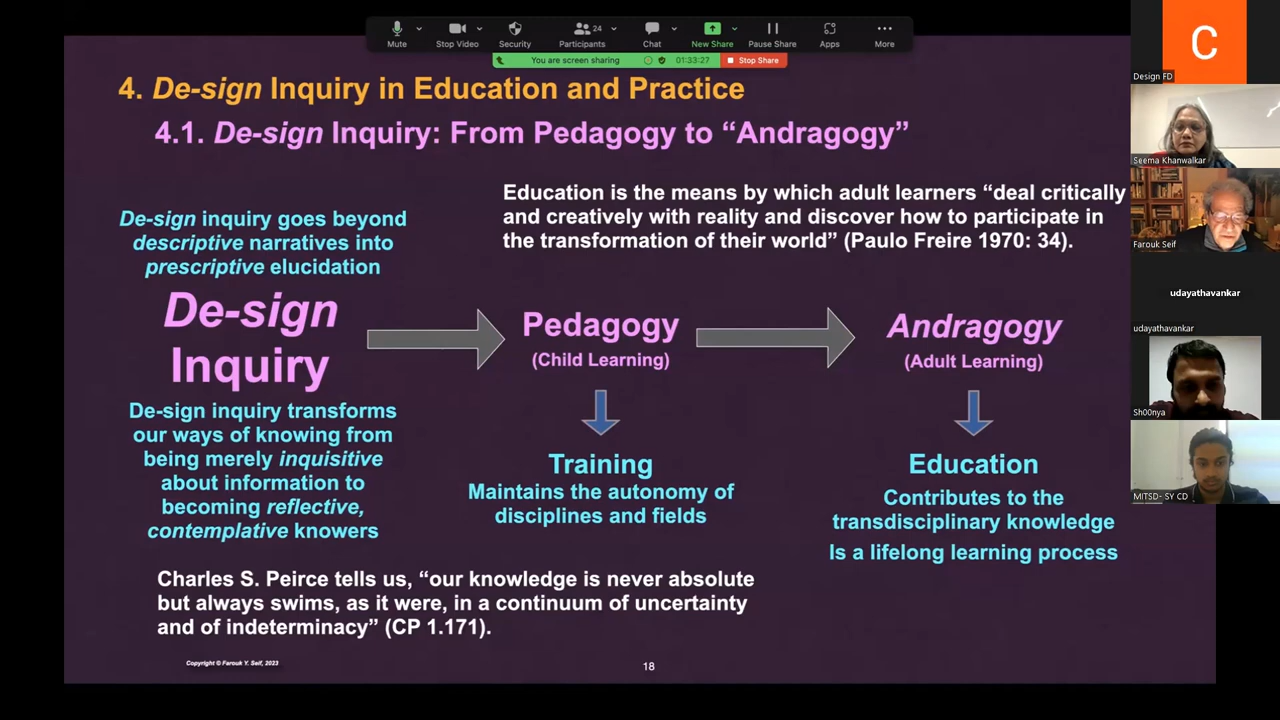 Mute
Stop Video
Security
24
Participants
Chat
New Share
Pause Share
Apps
More
You are screen sharing
01:33:27
Stop Share
4. De-sign Inquiry in Education and Practice
4.1. De-sign Inquiry: From Pedagogy to “Andragogy”
Education is the means by which adult learners “deal critically
and creatively with reality and discover how to participate in
the transformation of their world” (Paulo Freire 1970: 34).
De-sign inquiry goes beyond
descriptive narratives into
prescriptive elucidation
De-sign
Inquiry
De-sign inquiry transforms
our ways of knowing from
being merely inquisitive
about information to
becoming reflective,
contemplative knowers
Pedagogy
(Child Learning)
Training
Maintains the autonomy of
disciplines and fields
Andragogy
(Adult Learning)
Education
Contributes to the
transdisciplinary knowledge
Is a lifelong learning process
Charles S. Peirce tells us, “our knowledge is never absolute
but always swims, as it were, in a continuum of uncertainty
and of indeterminacy” (CP 1.171).
Copyright © Farouk Y. Seif, 2023
18
C
Design FD
Seema Khanwalkar
Farouk Seif
udayathavankar
udayathavankar
Sh00nya
MITSD- SY CD